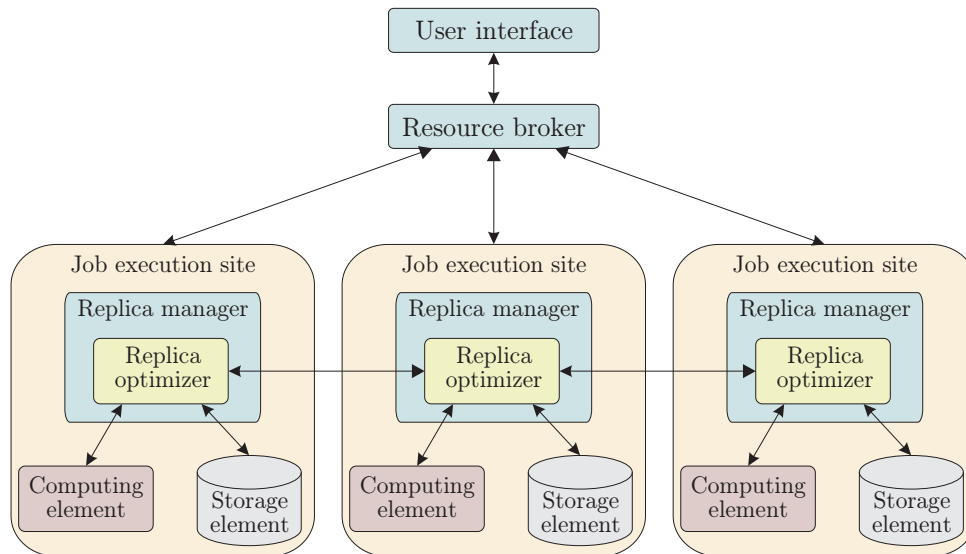 User interface
Resource broker
Job execution site
Replica manager
Replica
optimizer
Computing
element
Storage
element
Job execution site
Replica manager
Replica
optimizer
Computing
element
Storage
element
Job execution site
Replica manager
Replica
optimizer
Computing
element
Storage
element